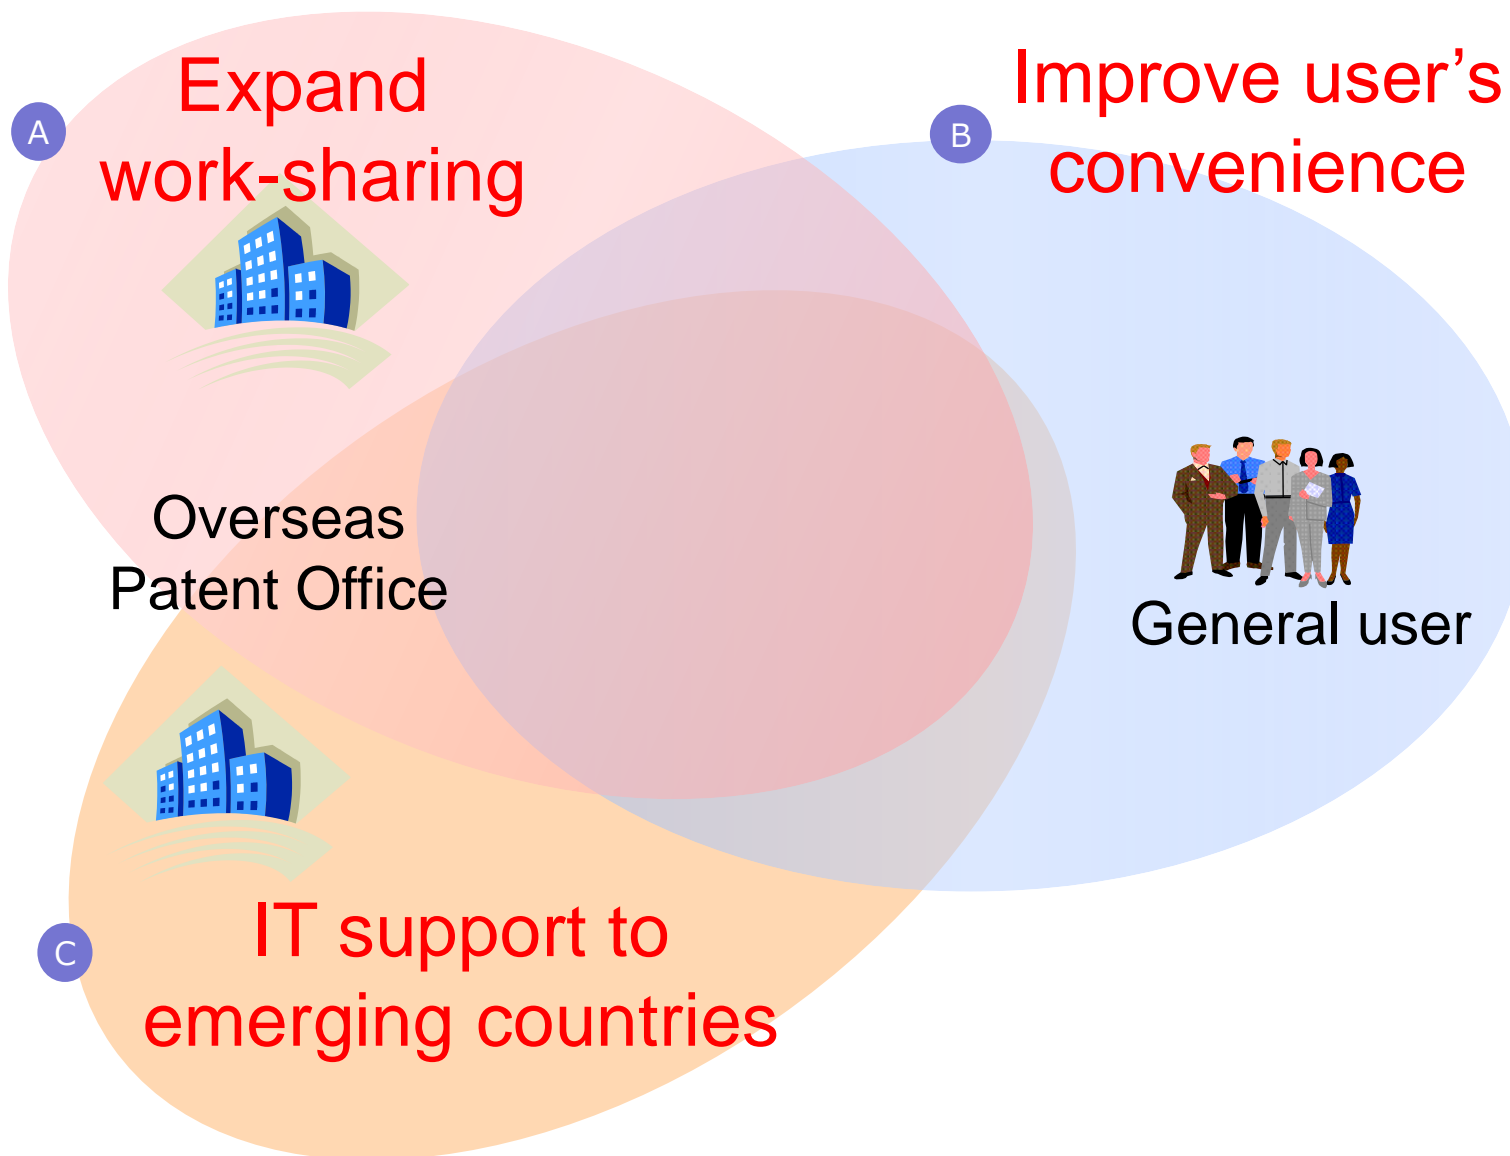 A
Expand
work-sharing
B
Improve user’s
convenience
Overseas
Patent Office
General user
C
IT support to
emerging countries